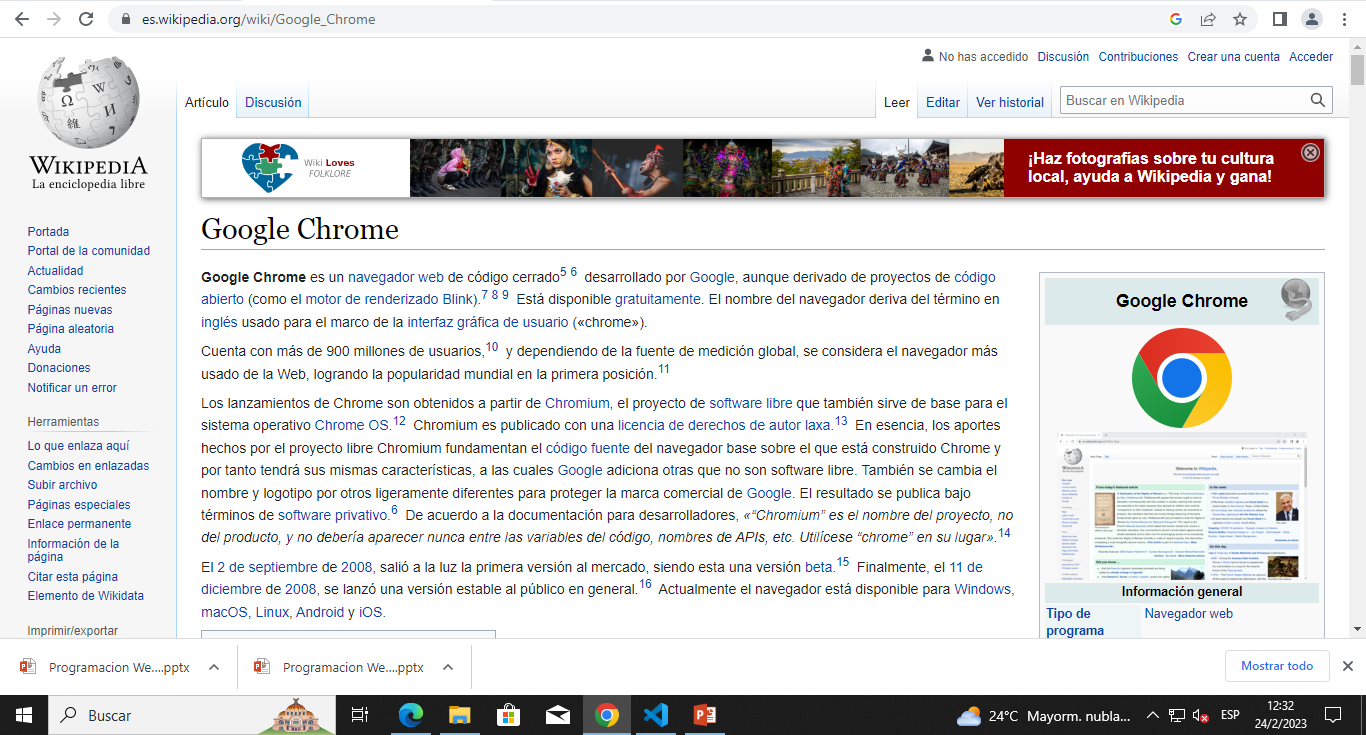 es.wikipedia.org/wiki/Google_Chrome
No has accedido Discusión Contribuciones Crear una cuenta Acceder
Artículo Discusión Leer Editar Ver historial Buscar en Wikipedia
WIKIPEDIA
La enciclopedia libre
Wiki Loves
FOLKLORE
¡Haz fotografías sobre tu cultura
local, ayuda a Wikipedia y gana!
Portada
Portal de la comunidad
Actualidad
Cambios recientes
Páginas nuevas
Página aleatoria
Ayuda
Donaciones
Notificar un error
Herramientas
Lo que enlaza aquí
Cambios en enlazadas
Subir archivo
Páginas especiales
Enlace permanente
Información de la
página
Citar esta página
Elemento de Wikidata
Imprimir/exportar
Google Chrome
Google Chrome es un navegador web de código cerrado5 6 desarrollado por Google, aunque derivado de proyectos de código
abierto (como el motor de renderizado Blink).7 8 9 Está disponible gratuitamente. El nombre del navegador deriva del término en
inglés usado para el marco de la interfaz gráfica de usuario («chrome»).
Cuenta con más de 900 millones de usuarios,10 y dependiendo de la fuente de medición global, se considera el navegador más
usado de la Web, logrando la popularidad mundial en la primera posición.11
Los lanzamientos de Chrome son obtenidos a partir de Chromium, el proyecto de software libre que también sirve de base para el
sistema operativo Chrome OS.12 Chromium es publicado con una licencia de derechos de autor laxa.13 En esencia, los aportes
hechos por el proyecto libre Chromium fundamentan el código fuente del navegador base sobre el que está construido Chrome y
por tanto tendrá sus mismas características, a las cuales Google adiciona otras que no son software libre. También se cambia el
nombre y logotipo por otros ligeramente diferentes para proteger la marca comercial de Google. El resultado se publica bajo
términos de software privativo.6 De acuerdo a la documentación para desarrolladores, «“Chromium” es el nombre del proyecto, no
del producto, y no debería aparecer nunca entre las variables del código, nombres de APIs, etc. Utilícese “chrome” en su lugar».14
El 2 de septiembre de 2008, salió a la luz la primera versión al mercado, siendo esta una versión beta.15 Finalmente, el 11 de
diciembre de 2008, se lanzó una versión estable al público en general.16 Actualmente el navegador está disponible para Windows,
macOS, Linux, Android y iOS.
Google Chrome
Información general
Tipo de Navegador web
programa
Programacion We....pptx Programacion We....pptx Mostrar todo
Buscar 24°C Mayorm. nubla... ESP 12:32
24/2/2023